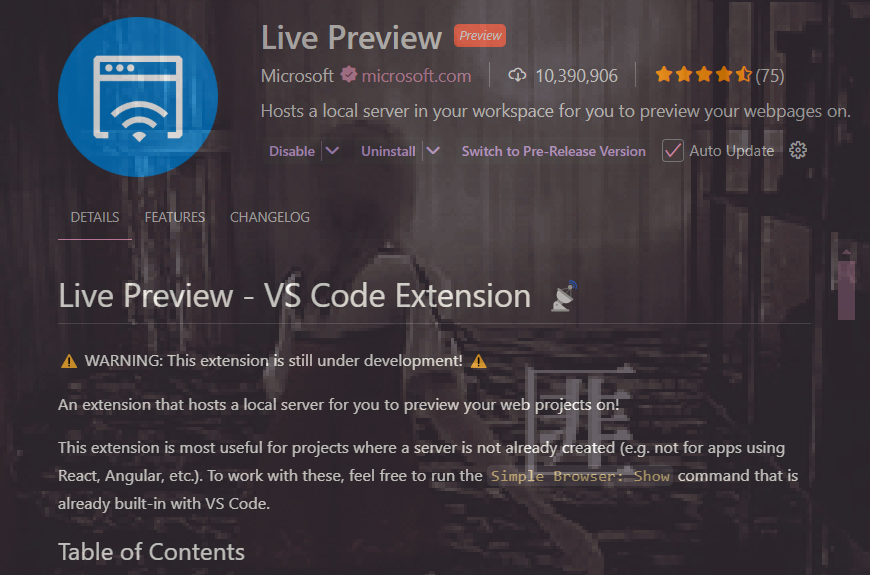 Live Preview Preview
Microsoft microsoft.com 10,390,906 (75)
Hosts a local server in your workspace for you to preview your webpages on.
Disable Uninstall Switch to Pre-Release Version Auto Update
DETAILS FEATURES CHANGELOG
Live Preview - VS Code Extension
WARNING: This extension is still under development!
An extension that hosts a local server for you to preview your web projects on!
This extension is most useful for projects where a server is not already created (e.g. not for apps using
React, Angular, etc.). To work with these, feel free to run the Simple Browser: Show command that is
already built-in with VS Code.
Table of Contents